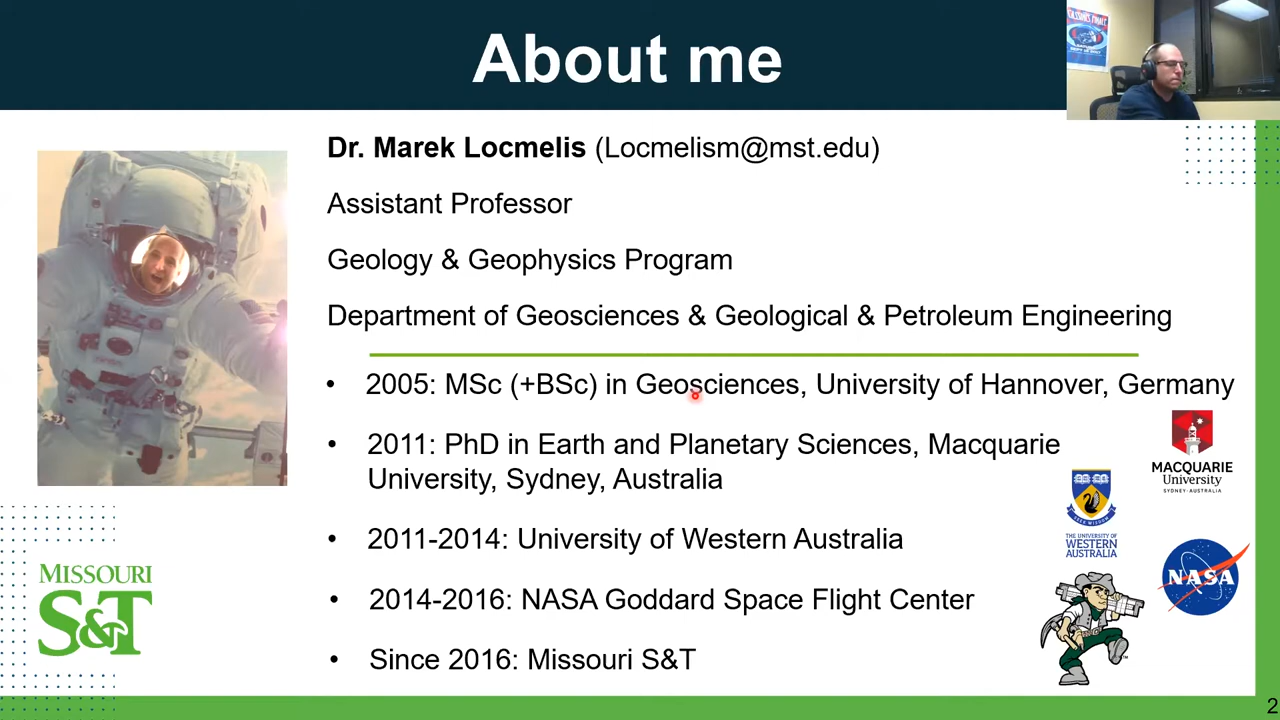 About me
Dr. Marek Locmelis (Locmelism@mst.edu)
Assistant Professor
Geology & Geophysics Program
Department of Geosciences & Geological & Petroleum Engineering
• 2005: MSc (+BSc) in Geosciences, University of Hannover, Germany
• 2011: PhD in Earth and Planetary Sciences, Macquarie
University, Sydney, Australia
• 2011-2014: University of Western Australia
• 2014-2016: NASA Goddard Space Flight Center
• Since 2016: Missouri S&T
MACQUARIE
University
SYDNEY·AUSTRALIA
SEEK WISDOM
THE UNIVERSITY OF
WESTERN
AUSTRALIA
NASA
MISSOURI
S&T
2